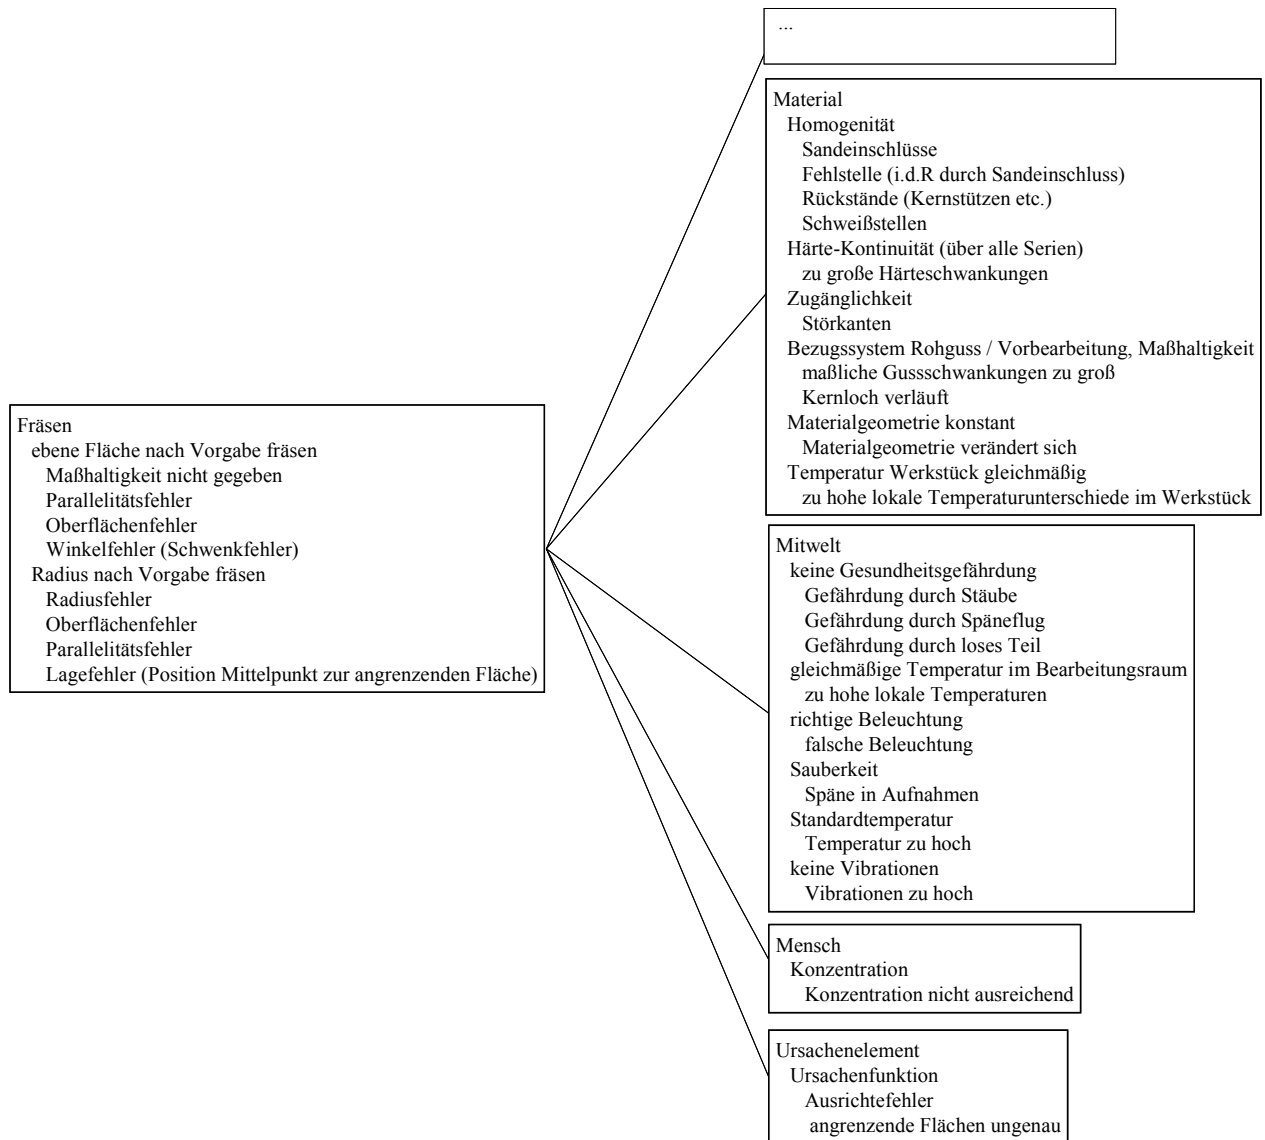 Fräsen
ebene Fläche nach Vorgabe fräsen
Maßhaltigkeit nicht gegeben
Parallelitätsfehler
Oberflächenfehler
Winkelfehler (Schwenkfehler)
Radius nach Vorgabe fräsen
Radiusfehler
Oberflächenfehler
Parallelitätsfehler
Lagefehler (Position Mittelpunkt zur angrenzenden Fläche)
...
Material
Homogenität
Sandeinschlüsse
Fehlstelle (i.d.R durch Sandeinschluss)
Rückstände (Kernstützen etc.)
Schweißstellen
Härte-Kontinuität (über alle Serien)
zu große Härteschwankungen
Zugänglichkeit
Störkanten
Bezugssystem Rohguss / Vorbearbeitung, Maßhaltigkeit
maßliche Gussschwankungen zu groß
Kernloch verläuft
Materialgeometrie konstant
Materialgeometrie verändert sich
Temperatur Werkstück gleichmäßig
zu hohe lokale Temperaturunterschiede im Werkstück
Mitwelt
keine Gesundheitsgefährdung
Gefährdung durch Stäube
Gefährdung durch Späneflug
Gefährdung durch loses Teil
gleichmäßige Temperatur im Bearbeitungsraum
zu hohe lokale Temperaturen
richtige Beleuchtung
falsche Beleuchtung
Sauberkeit
Späne in Aufnahmen
Standardtemperatur
Temperatur zu hoch
keine Vibrationen
Vibrationen zu hoch
Mensch
Konzentration
Konzentration nicht ausreichend
Ursachenelement
Ursachenfunktion
Ausrichtefehler
angrenzende Flächen ungenau